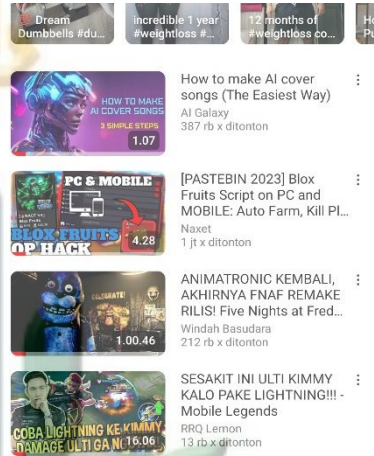 Dream
Dumbbells #du...
incredible 1 year
#weightloss #...
12 months of
#weightloss co...
HOW TO MAKE
AI COVER SONGS
3 SIMPLE STEPS
1.07
How to make AI cover
songs (The Easiest Way)
AI Galaxy
387 rb x ditonton
PC & MOBILE
BLOX FRUITS
OP HACK
4.28
[PASTEBIN 2023] Blox
Fruits Script on PC and
MOBILE: Auto Farm, Kill Pl...
Naxet
1 jt x ditonton
CELEBRATE!
1.00.46
ANIMATRONIC KEMBALI,
AKHIRNYA FNAF REMAKE
RILIS! Five Nights at Fred...
Windah Basudara
212 rb x ditonton
COBA LIGHTNING KE KIMMY
DAMAGE ULTI GA
16.06
SESAKIT INI ULTI KIMMY
KALO PAKE LIGHTNING!!! -
Mobile Legends
RRQ Lemon
13 rb x ditonton